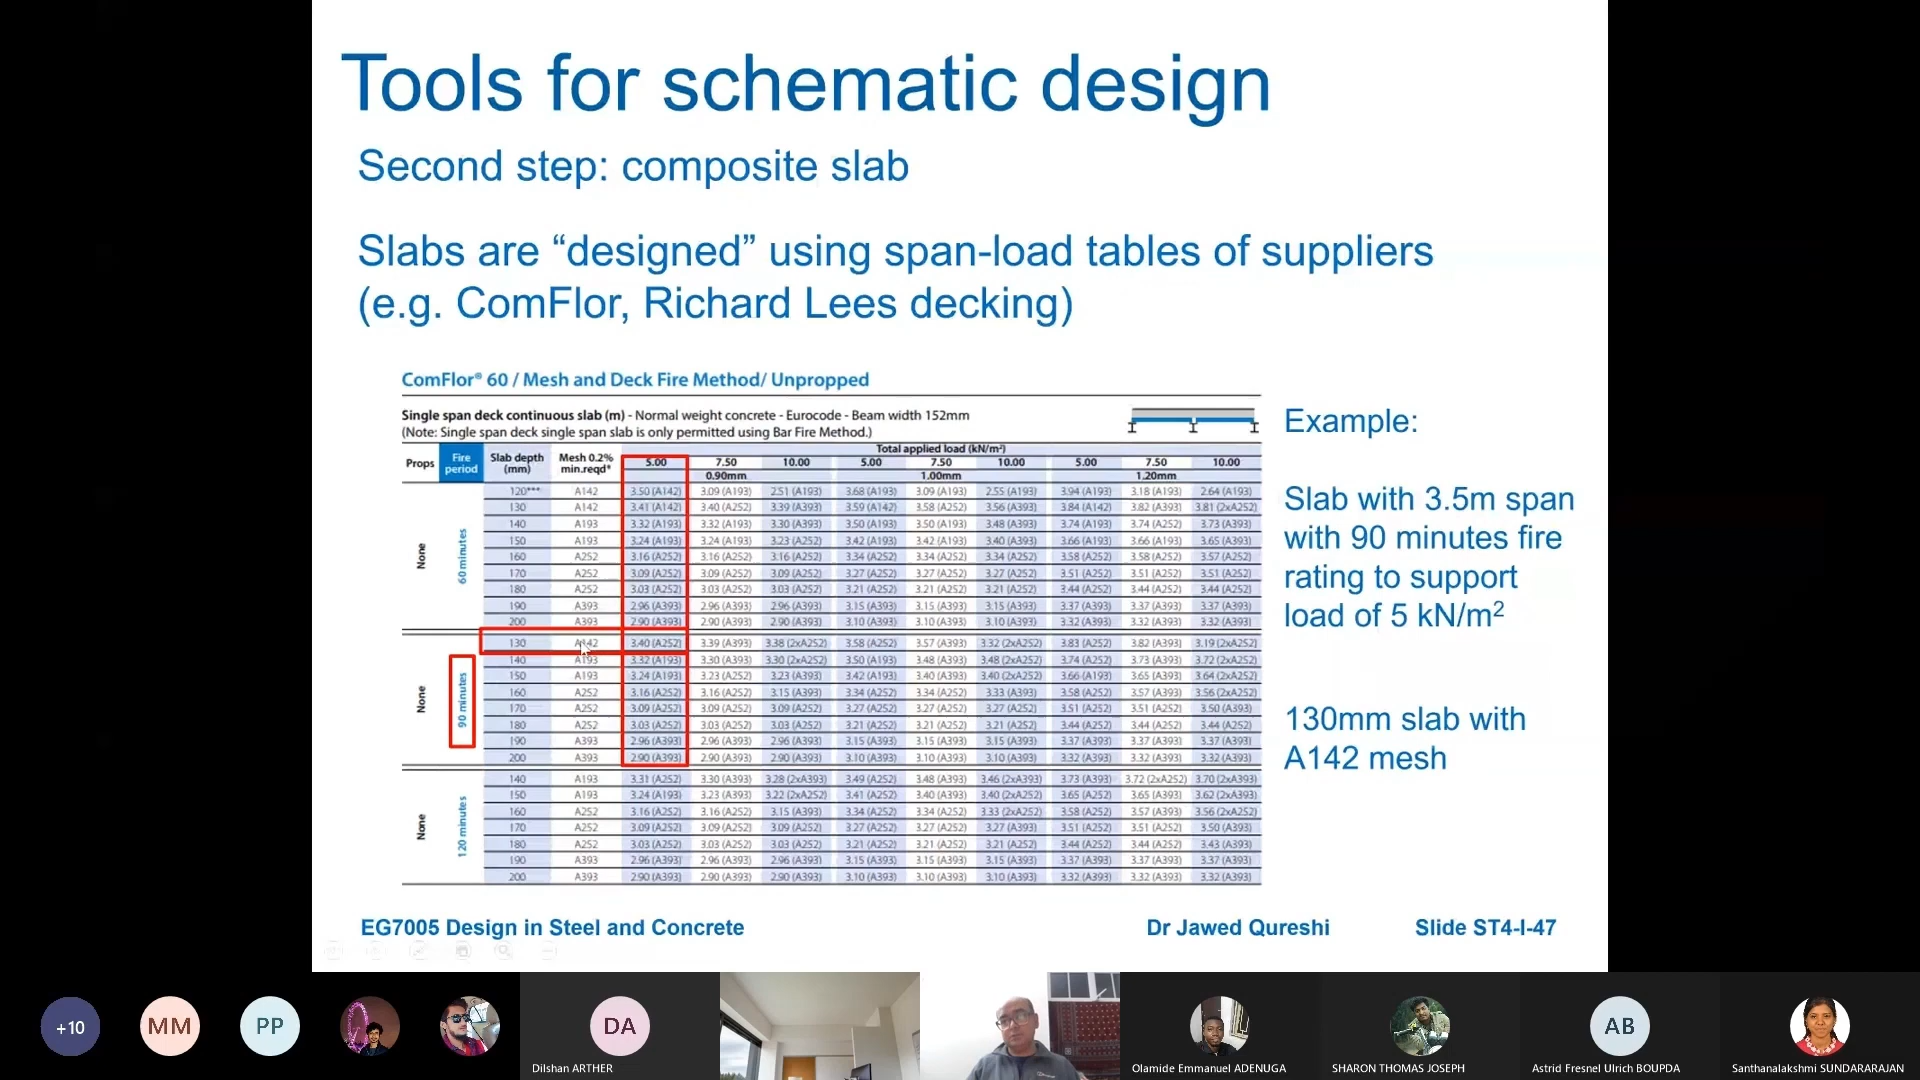 Tools for schematic design
Second step: composite slab
Slabs are “designed” using span-load tables of suppliers
(e.g. ComFlor, Richard Lees decking)
ComFlor® 60 / Mesh and Deck Fire Method/ Unpropped
Single span deck continuous slab (m) - Normal weight concrete - Eurocode - Beam width 152mm
(Note: Single span deck single span slab is only permitted using Bar Fire Method.)
Total applied load (kN/m²)
Props Fire period Slab depth (mm) Mesh 0.2% min.reqd* 5.00 7.50 10.00 5.00 7.50 10.00 5.00 7.50 10.00
0.90mm 1.00mm 1.20mm
None 60 minutes
120*** A142 3.50 (A142) 3.09 (A193) 2.51 (A193) 3.68 (A193) 3.09 (A193) 2.55 (A193) 3.94 (A193) 3.18 (A193) 2.64 (A193)
130 A142 3.41 (A142) 3.40 (A252) 3.39 (A393) 3.59 (A142) 3.58 (A252) 3.56 (A393) 3.84 (A142) 3.82 (A393) 3.81 (2xA252)
140 A193 3.32 (A193) 3.32 (A193) 3.30 (A393) 3.50 (A193) 3.50 (A193) 3.48 (A393) 3.74 (A193) 3.74 (A252) 3.73 (A393)
150 A193 3.24 (A193) 3.24 (A193) 3.23 (A252) 3.42 (A193) 3.42 (A193) 3.40 (A393) 3.66 (A193) 3.66 (A193) 3.65 (A393)
160 A252 3.16 (A252) 3.16 (A252) 3.16 (A252) 3.34 (A252) 3.34 (A252) 3.34 (A252) 3.58 (A252) 3.58 (A252) 3.57 (A252)
170 A252 3.09 (A252) 3.09 (A252) 3.09 (A252) 3.27 (A252) 3.27 (A252) 3.27 (A252) 3.51 (A252) 3.51 (A252) 3.51 (A252)
180 A252 3.03 (A252) 3.03 (A252) 3.03 (A252) 3.21 (A252) 3.21 (A252) 3.21 (A252) 3.44 (A252) 3.44 (A252) 3.44 (A252)
190 A393 2.96 (A393) 2.96 (A393) 2.96 (A393) 3.15 (A393) 3.15 (A393) 3.15 (A393) 3.37 (A393) 3.37 (A393) 3.37 (A393)
200 A393 2.90 (A393) 2.90 (A393) 2.90 (A393) 3.10 (A393) 3.10 (A393) 3.10 (A393) 3.32 (A393) 3.32 (A393) 3.32 (A393)
None 90 minutes
130 A142 3.40 (A252) 3.39 (A393) 3.38 (2xA252) 3.58 (A252) 3.57 (A393) 3.32 (2xA252) 3.83 (A252) 3.82 (A393) 3.19 (2xA252)
140 A193 3.32 (A193) 3.30 (A393) 3.30 (2xA252) 3.50 (A193) 3.48 (A393) 3.48 (2xA252) 3.74 (A252) 3.73 (A393) 3.72 (2xA252)
150 A193 3.24 (A193) 3.23 (A252) 3.23 (A393) 3.42 (A193) 3.40 (A393) 3.40 (2xA252) 3.66 (A193) 3.65 (A393) 3.64 (2xA252)
160 A252 3.16 (A252) 3.16 (A252) 3.15 (A393) 3.34 (A252) 3.34 (A252) 3.33 (A393) 3.58 (A252) 3.57 (A393) 3.56 (2xA252)
170 A252 3.09 (A252) 3.09 (A252) 3.09 (A252) 3.27 (A252) 3.27 (A252) 3.27 (A252) 3.51 (A252) 3.51 (A252) 3.50 (A393)
180 A252 3.03 (A252) 3.03 (A252) 3.03 (A252) 3.21 (A252) 3.21 (A252) 3.21 (A252) 3.44 (A252) 3.44 (A252) 3.44 (A252)
190 A393 2.96 (A393) 2.96 (A393) 2.96 (A393) 3.15 (A393) 3.15 (A393) 3.15 (A393) 3.37 (A393) 3.37 (A393) 3.37 (A393)
200 A393 2.90 (A393) 2.90 (A393) 2.90 (A393) 3.10 (A393) 3.10 (A393) 3.10 (A393) 3.32 (A393) 3.32 (A393) 3.32 (A393)
None 120 minutes
140 A193 3.31 (A252) 3.30 (A393) 3.28 (2xA393) 3.49 (A252) 3.48 (A393) 3.46 (2xA393) 3.73 (A393) 3.72 (2xA252) 3.70 (2xA393)
150 A193 3.24 (A193) 3.23 (A393) 3.22 (2xA252) 3.41 (A252) 3.40 (A393) 3.40 (2xA252) 3.65 (A252) 3.65 (A393) 3.62 (2xA393)
160 A252 3.16 (A252) 3.16 (A252) 3.15 (A393) 3.34 (A252) 3.34 (A252) 3.33 (2xA252) 3.58 (A252) 3.57 (A393) 3.56 (2xA252)
170 A252 3.09 (A252) 3.09 (A252) 3.09 (A252) 3.27 (A252) 3.27 (A252) 3.27 (A393) 3.51 (A252) 3.51 (A252) 3.50 (A393)
180 A252 3.03 (A252) 3.03 (A252) 3.03 (A252) 3.21 (A252) 3.21 (A252) 3.21 (A252) 3.44 (A252) 3.44 (A252) 3.43 (A393)
190 A393 2.96 (A393) 2.96 (A393) 2.96 (A393) 3.15 (A393) 3.15 (A393) 3.15 (A393) 3.37 (A393) 3.37 (A393) 3.37 (A393)
200 A393 2.90 (A393) 2.90 (A393) 2.90 (A393) 3.10 (A393) 3.10 (A393) 3.10 (A393) 3.32 (A393) 3.32 (A393) 3.32 (A393)
Example:
Slab with 3.5m span
with 90 minutes fire
rating to support
load of 5 kN/m²
130mm slab with
A142 mesh
EG7005 Design in Steel and Concrete Dr Jawed Qureshi Slide ST4-I-47
+10 MM PP DA AB
Dilshan ARTHER Olamide Emmanuel ADENUGA SHARON THOMAS JOSEPH Astrid Fresnel Ulrich BOUPDA Santhanalakshmi SUNDARARAJAN